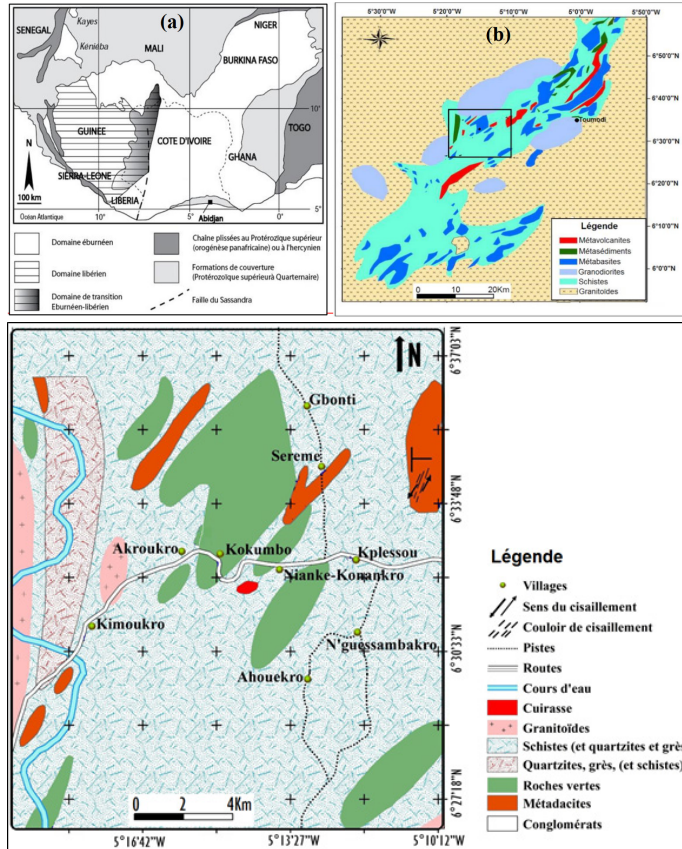 (a)
SENEGAL
Kayes
Kéniéba
MALI
NIGER
BURKINA FASO
10°
GUINEE
COTE D'IVOIRE
TOGO
GHANA
N
SIERRA-LEONE
LIBERIA
100 km
Abidjan
Océan Atlantique
10°
5°
0°
5°
Domaine éburnéen
Domaine libérien
Domaine de transition
Eburnéen-libérien
Chaîne plissées au Protérozique supérieur
(orogénèse panafricaine) ou à l'hercynien
Formations de couverture
(Protérozoïque supérieurà Quarternaire)
Faille du Sassandra
(b)
5°30'0"W
5°20'0"W
5°10'0"W
6°0'0"W
5°50'0"W
6°50'0"N
6°40'0"N
6°30'0"N
6°20'0"N
6°10'0"N
6°0'0"N
Toumodi
Légende
Métavolcanites
Métasédiments
Métabasites
Granodiorites
Schistes
Granitoïdes
0 10 20Km
N
6°37'03"N
Gbonti
Sereme
6°33'48"N
Akroukro
Kokumbo
Kplessou
Nianke-Konankro
Kimoukro
N'guessambakro
6°30'33"N
Ahouekro
0 2 4Km
6°27'18"N
5°16'42"W
5°13'27"W
5°10'12"W
Légende
Villages
Sens du cisaillement
Couloir de cisaillement
Pistes
Routes
Cours d'eau
Cuirasse
Granitoïdes
Schistes (et quartzites et grès
Quartzites, grès, (et schistes)
Roches vertes
Métadacites
Conglomérats